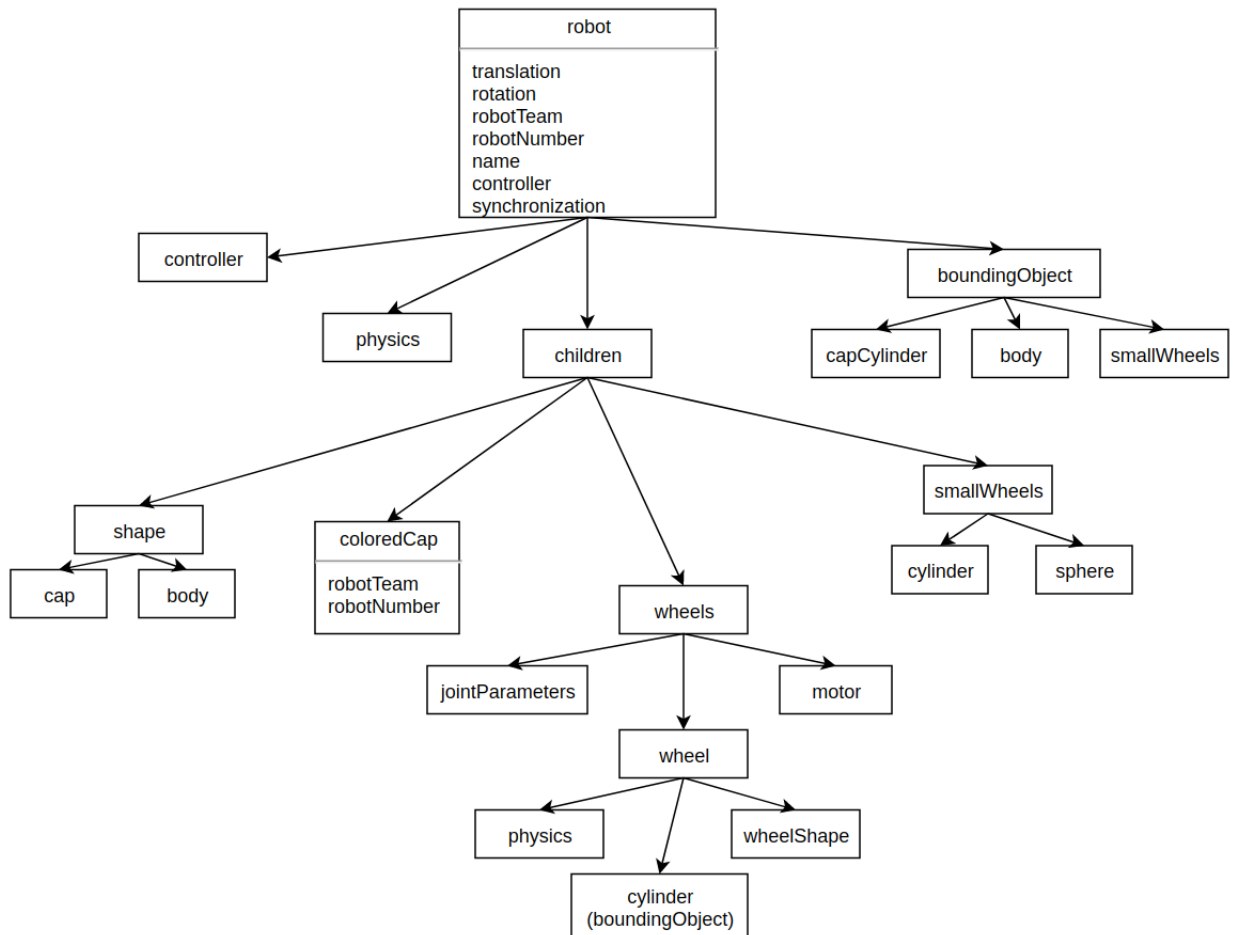 robot
translation
rotation
robotTeam
robotNumber
name
controller
synchronization
controller
boundingObject
physics
children
capCylinder
body
smallWheels
smallWheels
shape
coloredCap
robotTeam
robotNumber
cap
body
cylinder
sphere
wheels
jointParameters
motor
wheel
physics
wheelShape
cylinder
(boundingObject)